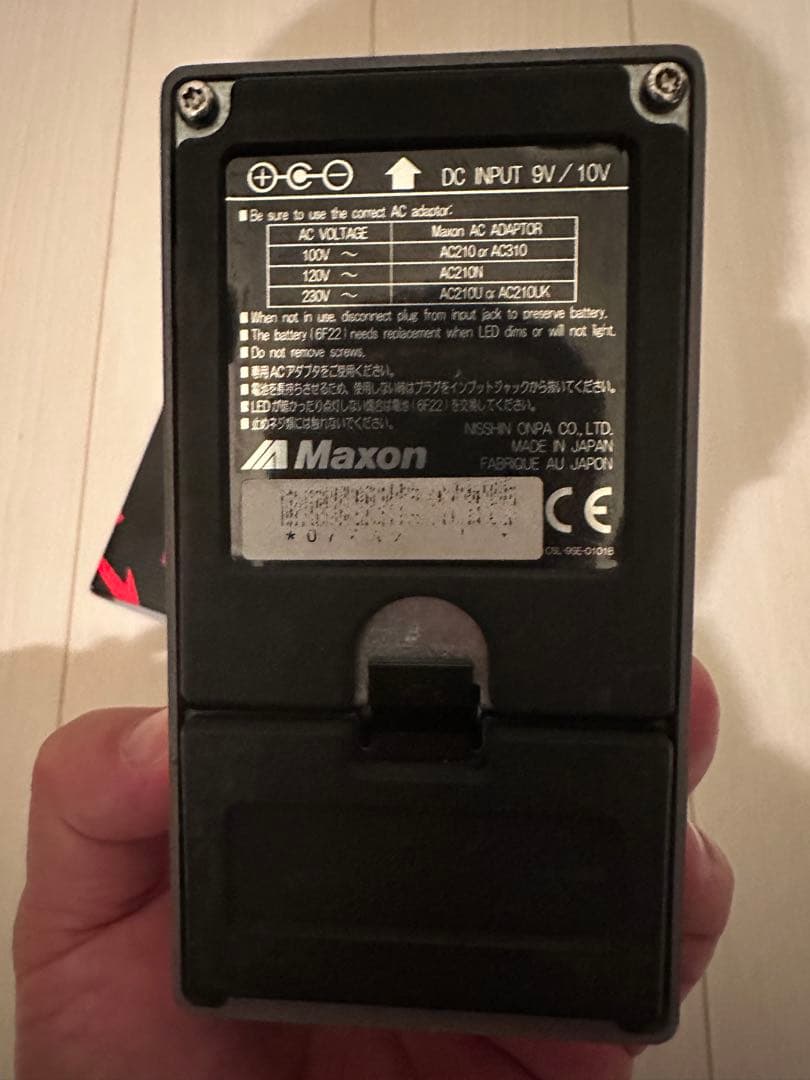 DC INPUT 9V / 10V
■ Be sure to use the correct AC adaptor.
AC VOLTAGE Maxon AC ADAPTOR
100V ～ AC210 or AC310
120V ～ AC210N
230V ～ AC210U or AC210UK
■ When not in use, disconnect plug from input jack to preserve battery.
■ The battery (6F22) needs replacement when LED dims or will not light.
■ Do not remove screws.
■ 専用ACアダプタをご使用ください。
■ 電池を長持ちさせるため、使用しない時はプラグをインプットジャックから抜いてください。
■ LEDが暗かったり点灯しない場合は電池(6F22)を交換してください。
■ 止めネジ類には触れないでください。
NISSHIN ONPA CO., LTD.
MADE IN JAPAN
Maxon
FABRIQUE AU JAPON
CE